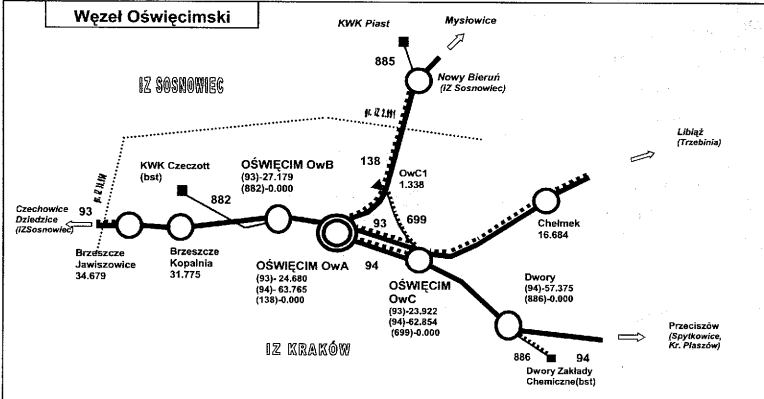 Węzeł Oświęcimski
KWK Piast
Mysłowice
885
Nowy Bieruń
(IZ Sosnowiec)
IZ SOSNOWIEC
Libiąż
(Trzebinia)
KWK Czeczott
(bst)
OŚWIĘCIM OwB
(93)-27.179
(882)-0.000
138
OwC1
1.338
882
Czechowice
Dziedzice
(iZSosnowiec)
93
93
699
Chełmek
16.684
Brzeszcze
Jawiszowice
34.679
Brzeszcze
Kopalnia
31.775
OŚWIĘCIM OwA
(93)- 24.680
(94)- 63.765
(138)-0.000
94
OŚWIĘCIM
OwC
(93)-23.922
(94)-62.854
(699)-0.000
Dwory
(94)-57.375
(886)-0.000
Przeciszów
(Spytkowice,
Kr. Płaszów)
IZ KRAKÓW
886
94
Dwory Zakłady
Chemiczne(bst)